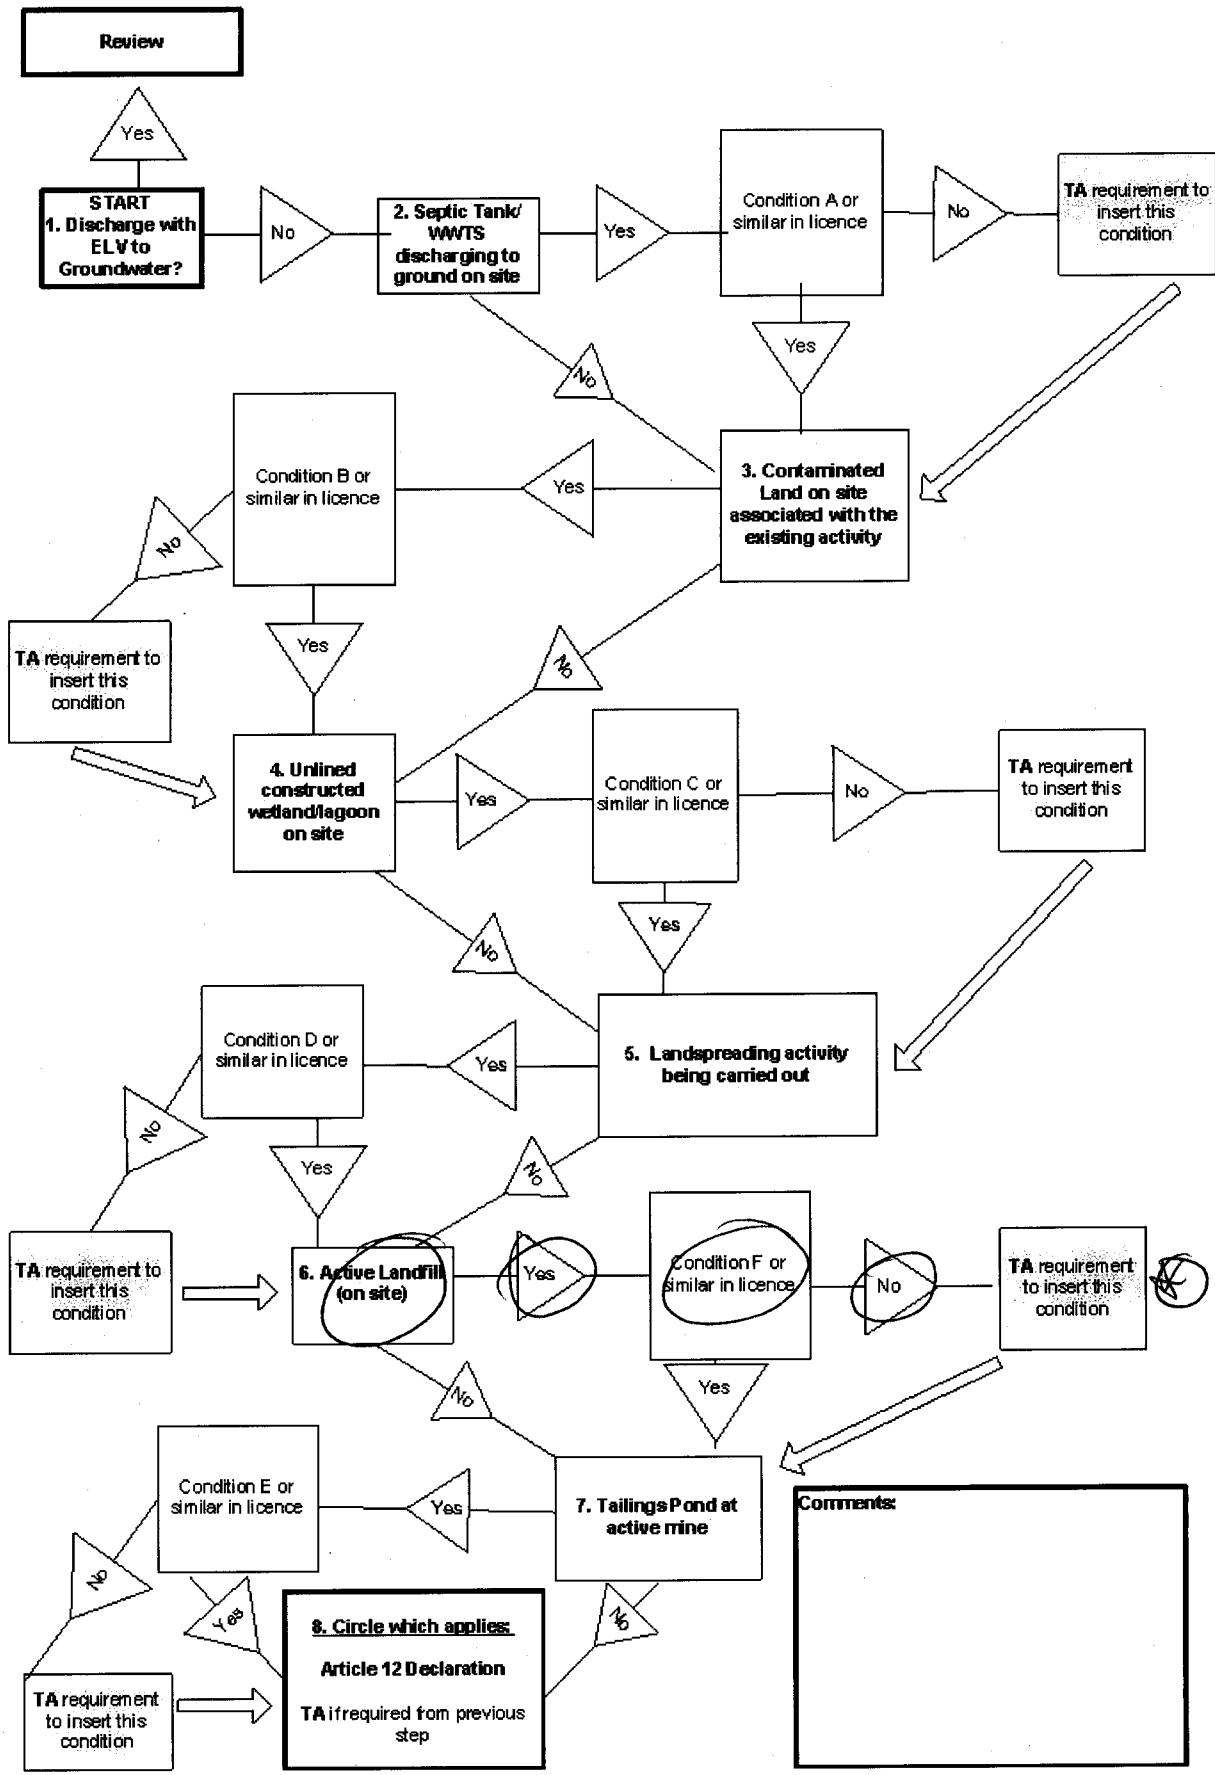 Review
Yes
START
1. Discharge with
ELV to
Groundwater?
No
2. Septic Tank/
WWTS
discharging to
ground on site
Yes
Condition A or
similar in licence
No
TA requirement to
insert this
condition
Yes
No
3. Contaminated
Land on site
associated with the
existing activity
Yes
Condition B or
similar in licence
No
TA requirement to
insert this
condition
Yes
No
4. Unlined
constructed
wetland/lagoon
on site
Yes
Condition C or
similar in licence
No
TA requirement
to insert this
condition
Yes
No
5. Landspreading activity
being carried out
Yes
Condition D or
similar in licence
No
TA requirement to
insert this
condition
Yes
No
6. Active Landfill
(on site)
Yes
Condition F or
similar in licence
No
TA requirement
to insert this
condition
Yes
No
7. Tailings Pond at
active mine
Yes
Condition E or
similar in licence
No
TA requirement
to insert this
condition
Yes
No
8. Circle which applies:
Article 12 Declaration
TA if required from previous
step
Comments: